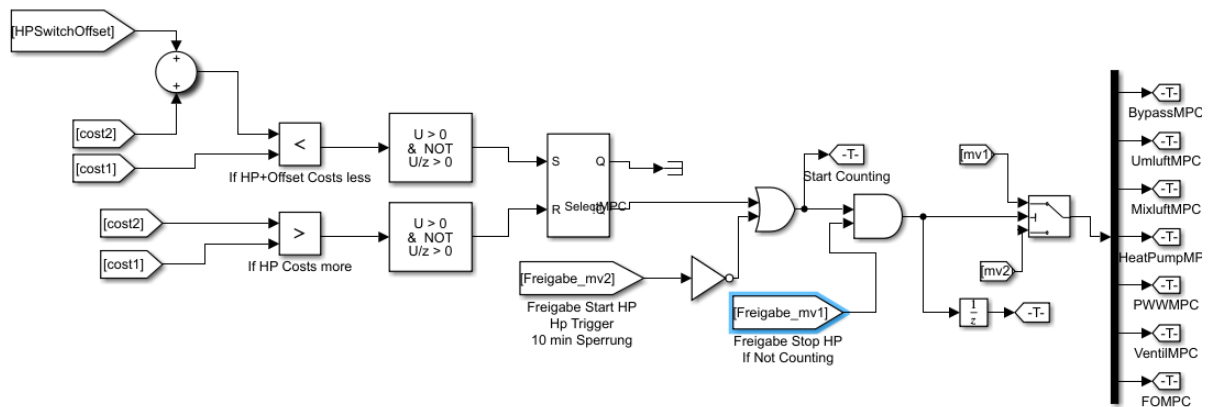 [HPSwitchOffset]
+
+
[cost2]
[cost1]
<
If HP+Offset Costs less
U > 0
& NOT
U/z > 0
[cost2]
[cost1]
>
If HP Costs more
U > 0
& NOT
U/z > 0
S
Q
R
SelectMPC
[Freigabe_mv2]
Freigabe Start HP
Hp Trigger
10 min Sperrung
-T-
Start Counting
[Freigabe_mv1]
Freigabe Stop HP
If Not Counting
[mv1]
[mv2]
1
z
-T-
-T-
BypassMPC
-T-
UmluftMPC
-T-
MixluftMPC
-T-
HeatPumpMP
-T-
PWWMPC
-T-
VentilMPC
-T-
FOMPC